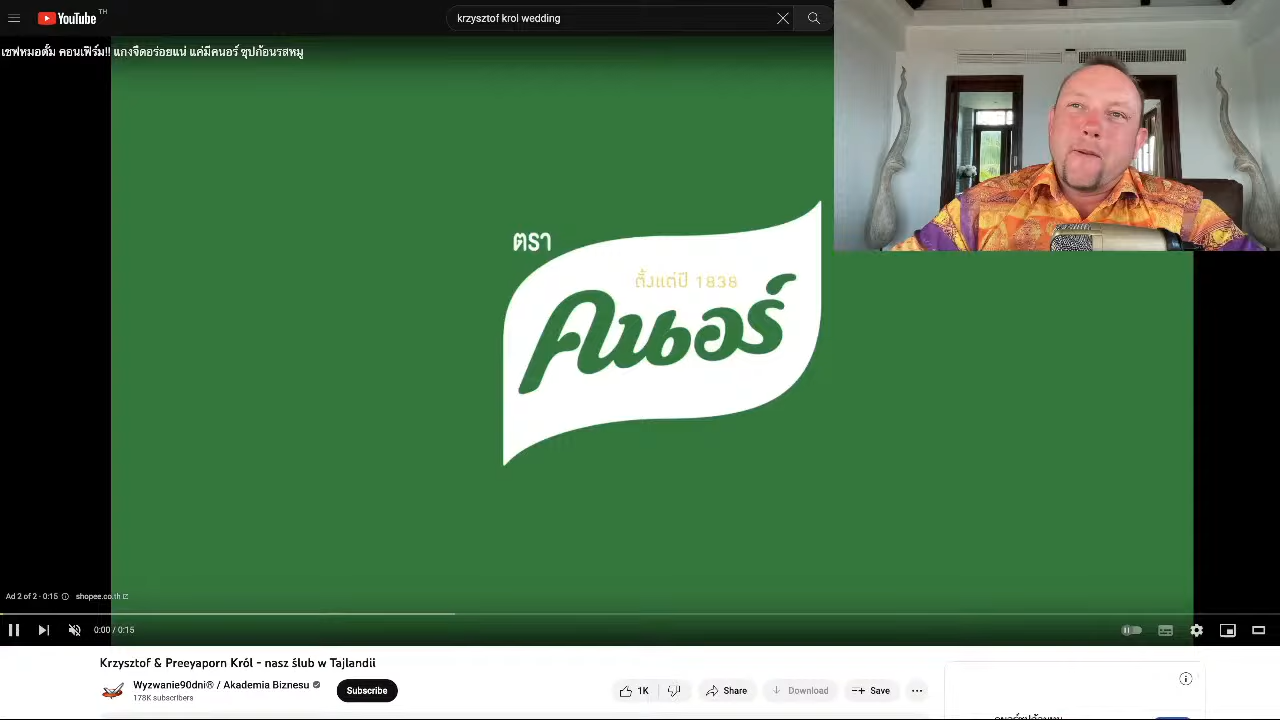 YouTube TH
krzysztof krol wedding
เชฟหมอตั้ม คอนเฟิร์ม!! แกงจืดอร่อยแน่ แค่มีคนอร์ ซุปก้อนรสหมู
ตรา
ตั้งแต่ปี 1838
คนอร์
Ad 2 of 2 · 0:15 shopee.co.th
0:00 / 0:15
Krzysztof & Preeyaporn Król - nasz ślub w Tajlandii
Wyzwanie90dni® / Akademia Biznesu
178K subscribers
Subscribe
1K
Share
Download
Save